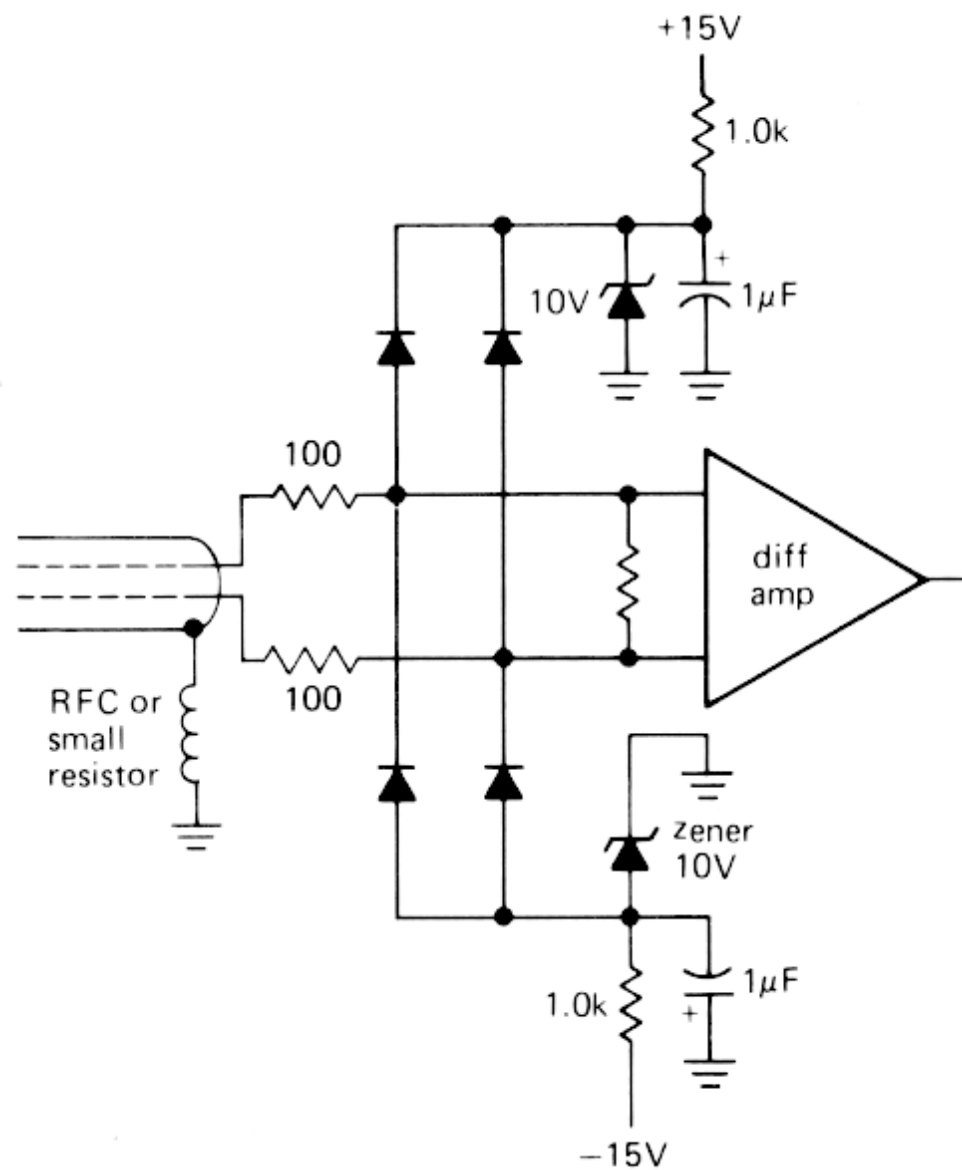 +15V
1.0k
10V
+
1μF
100
diff
amp
100
RFC or
small
resistor
zener
10V
1.0k
1μF
+
−15V